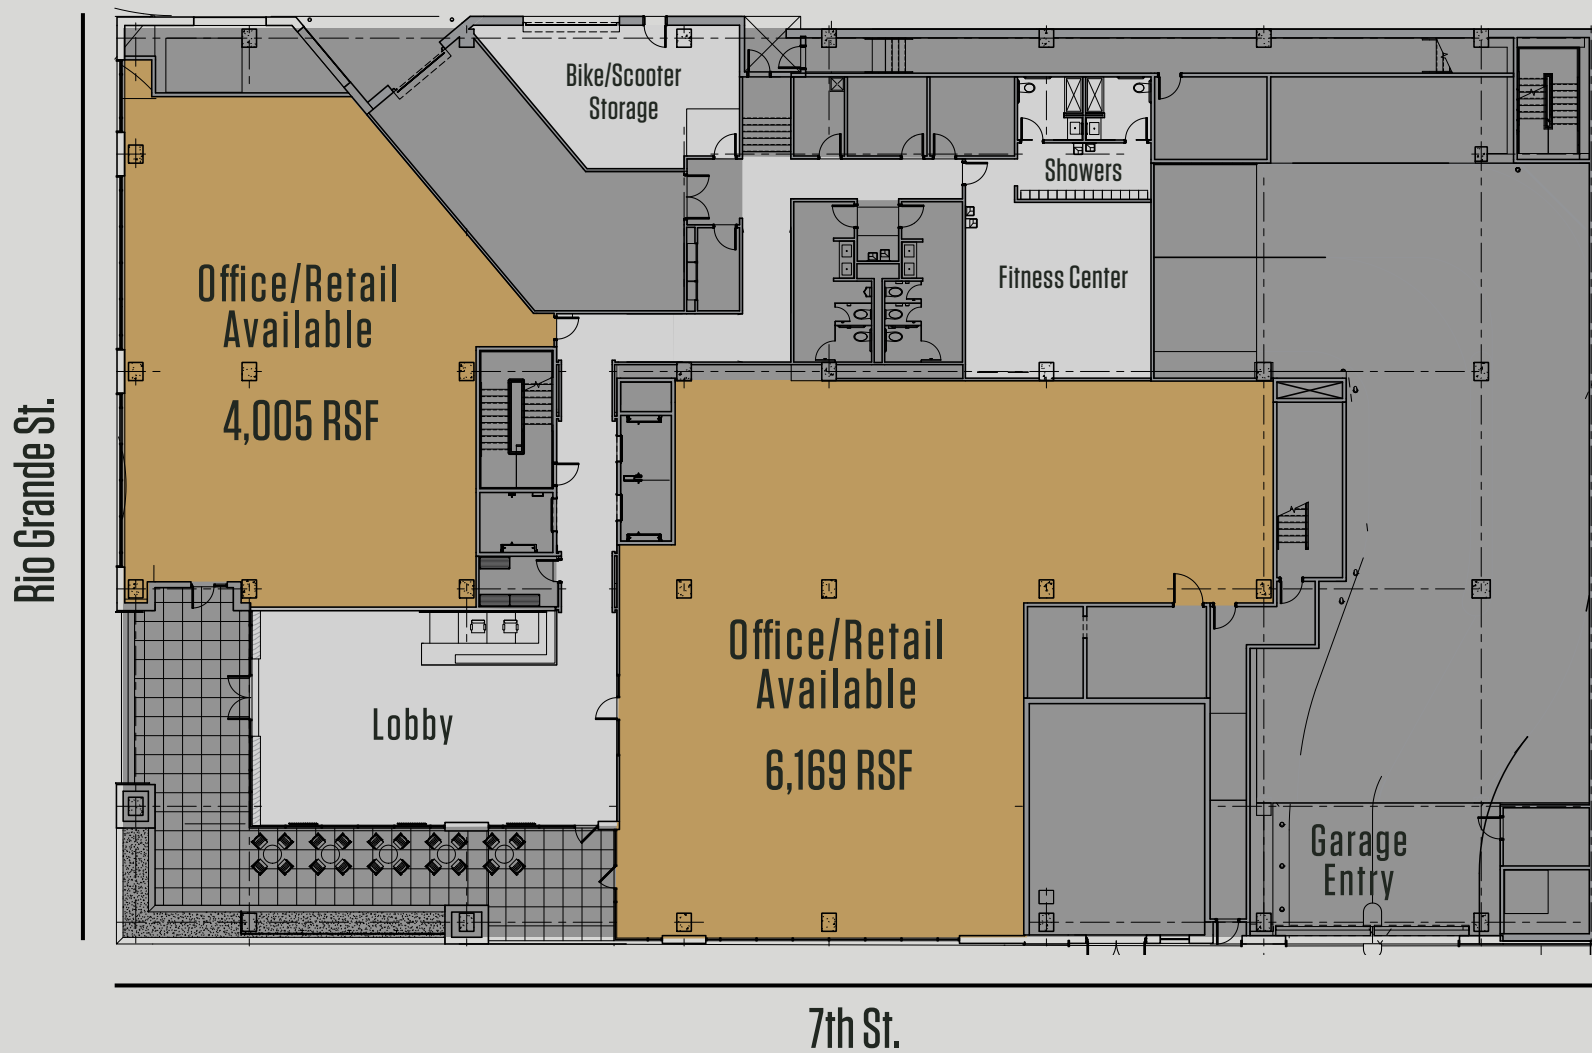 Bike/Scooter
Storage
Showers
Fitness Center
Office/Retail
Available
4,005 RSF
Rio Grande St.
Office/Retail
Available
6,169 RSF
Lobby
Garage
Entry
7th St.